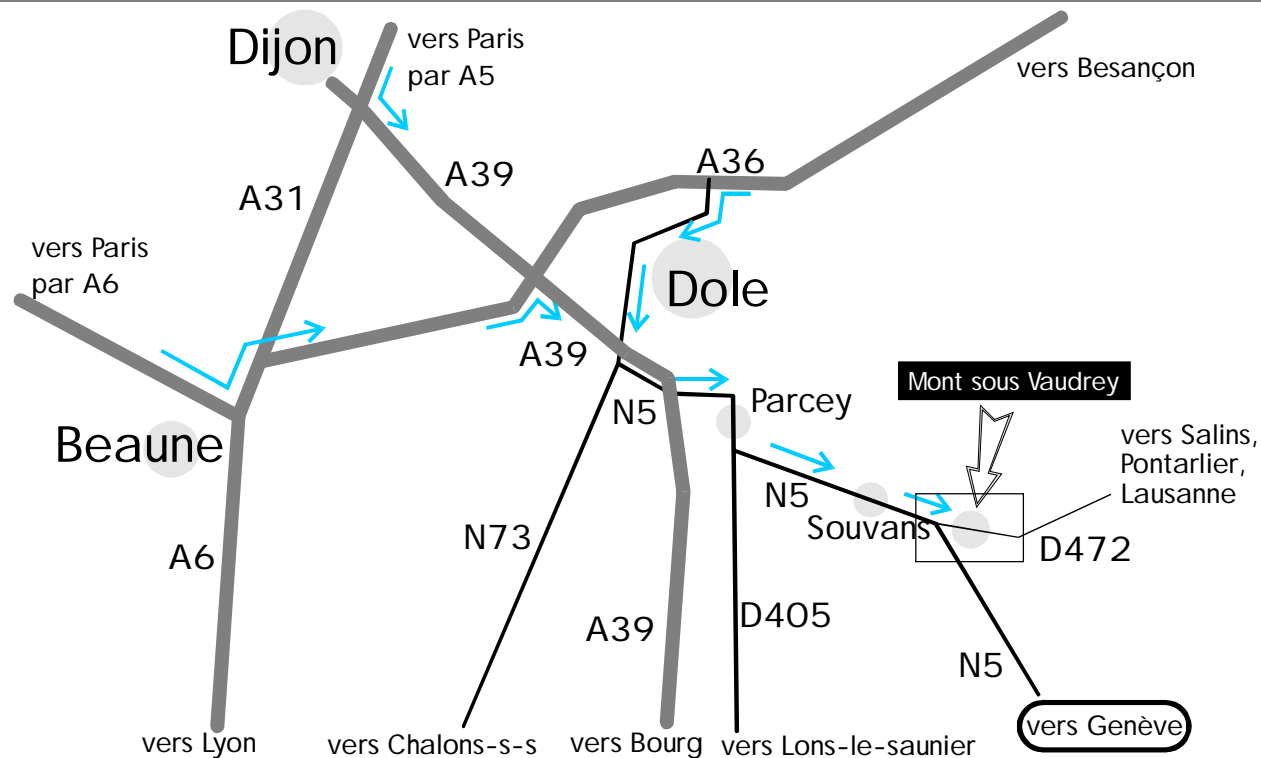 Dijon
vers Paris
par A5
vers Besançon
A36
A39
A31
vers Paris
par A6
Dole
A39
Mont sous Vaudrey
Parcey
N5
vers Salins,
Pontarlier,
Lausanne
Beaune
N5
Souvans
N73
D472
A6
D405
A39
N5
vers Genève
vers Lyon
vers Chalons-s-s
vers Bourg
vers Lons-le-saunier